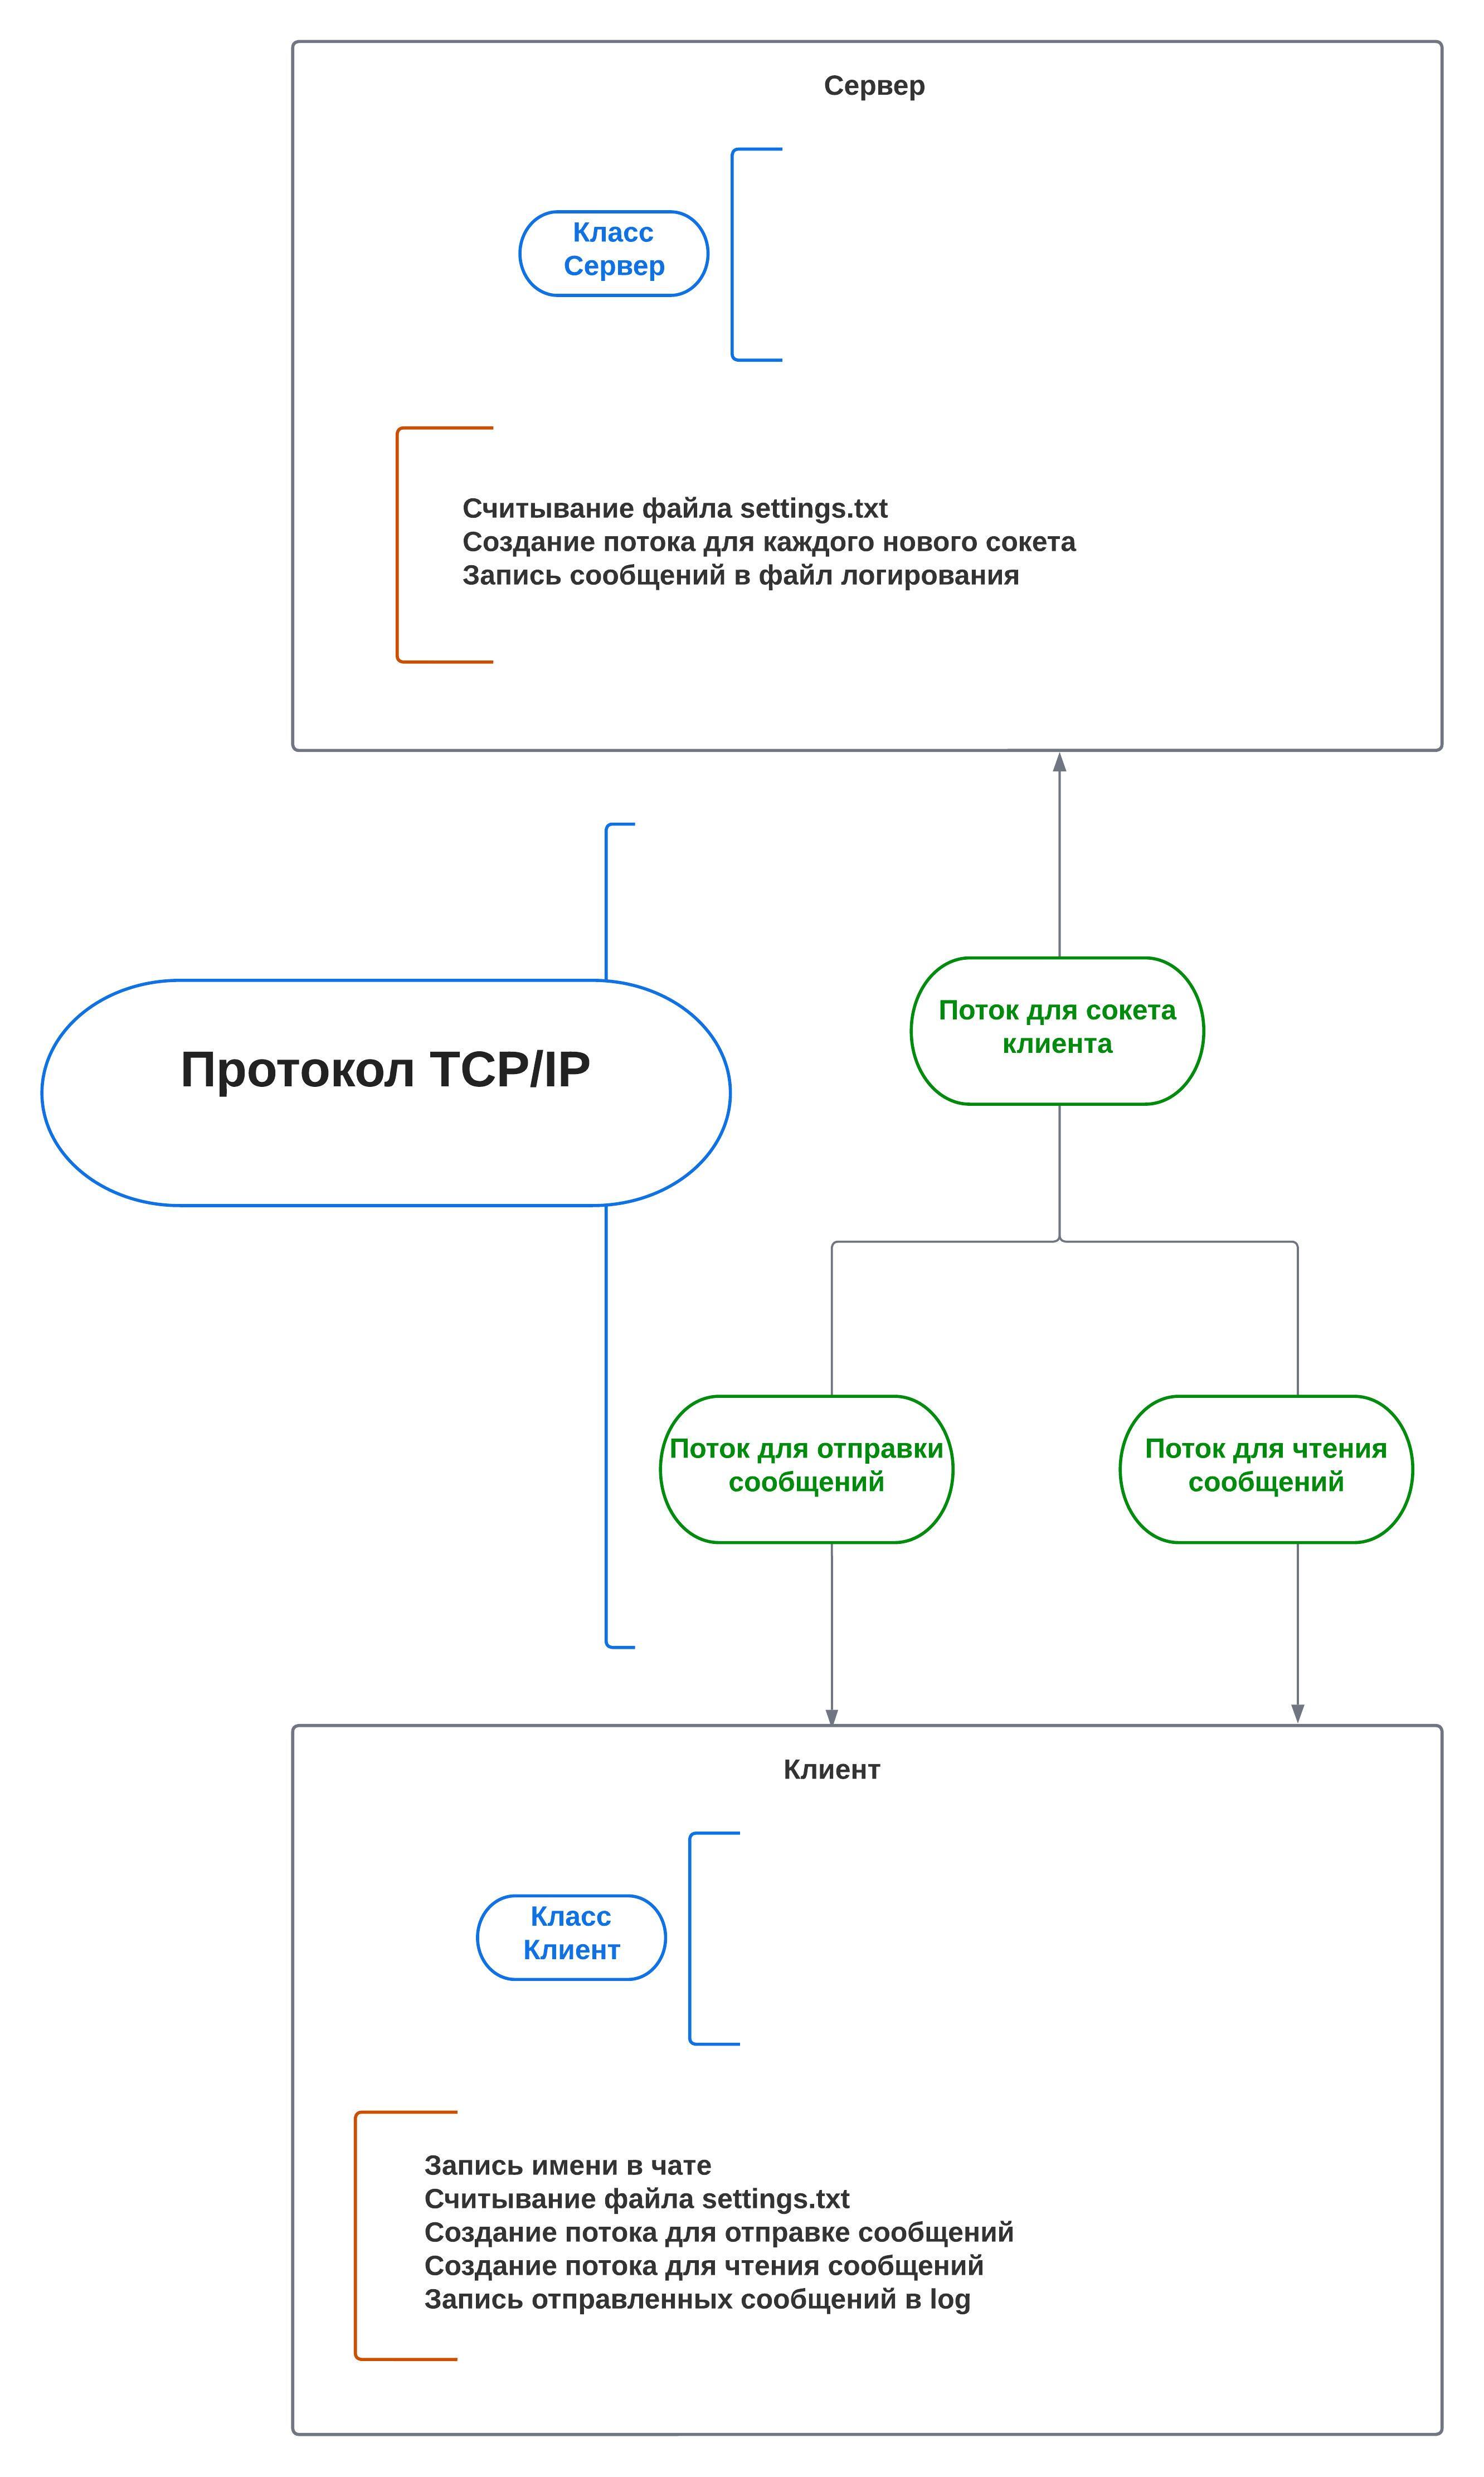 Сервер
Класс
Сервер
Считывание файла settings.txt
Создание потока для каждого нового сокета
Запись сообщений в файл логирования
Протокол TCP/IP
Поток для сокета
клиента
Поток для отправки
сообщений
Поток для чтения
сообщений
Клиент
Класс
Клиент
Запись имени в чате
Считывание файла settings.txt
Создание потока для отправке сообщений
Создание потока для чтения сообщений
Запись отправленных сообщений в log